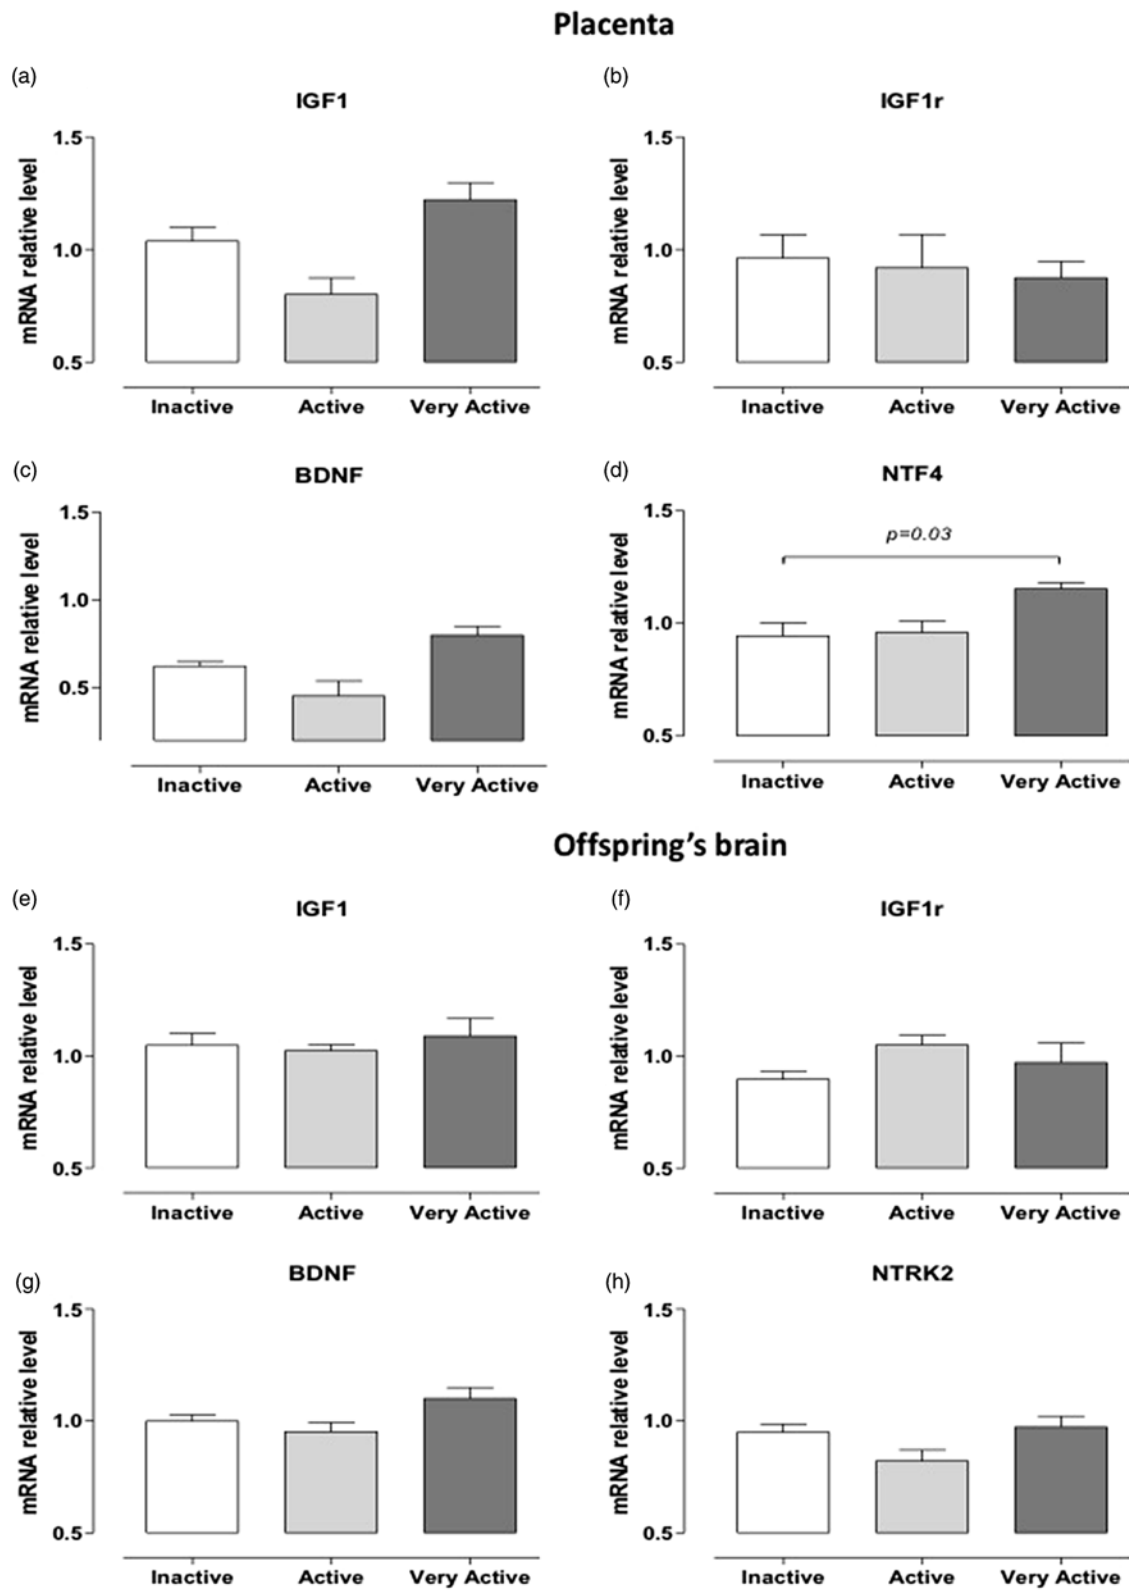 Placenta
(a)
IGF1
mRNA relative level
1.5
1.0
0.5
Inactive Active Very Active
(b)
IGF1r
mRNA relative level
1.5
1.0
0.5
Inactive Active Very Active
(c)
BDNF
mRNA relative level
1.5
1.0
0.5
Inactive Active Very Active
(d)
NTF4
mRNA relative level
1.5
1.0
0.5
p=0.03
Inactive Active Very Active
Offspring's brain
(e)
IGF1
mRNA relative level
1.5
1.0
0.5
Inactive Active Very Active
(f)
IGF1r
mRNA relative level
1.5
1.0
0.5
Inactive Active Very Active
(g)
BDNF
mRNA relative level
1.5
1.0
0.5
Inactive Active Very Active
(h)
NTRK2
mRNA relative level
1.5
1.0
0.5
Inactive Active Very Active